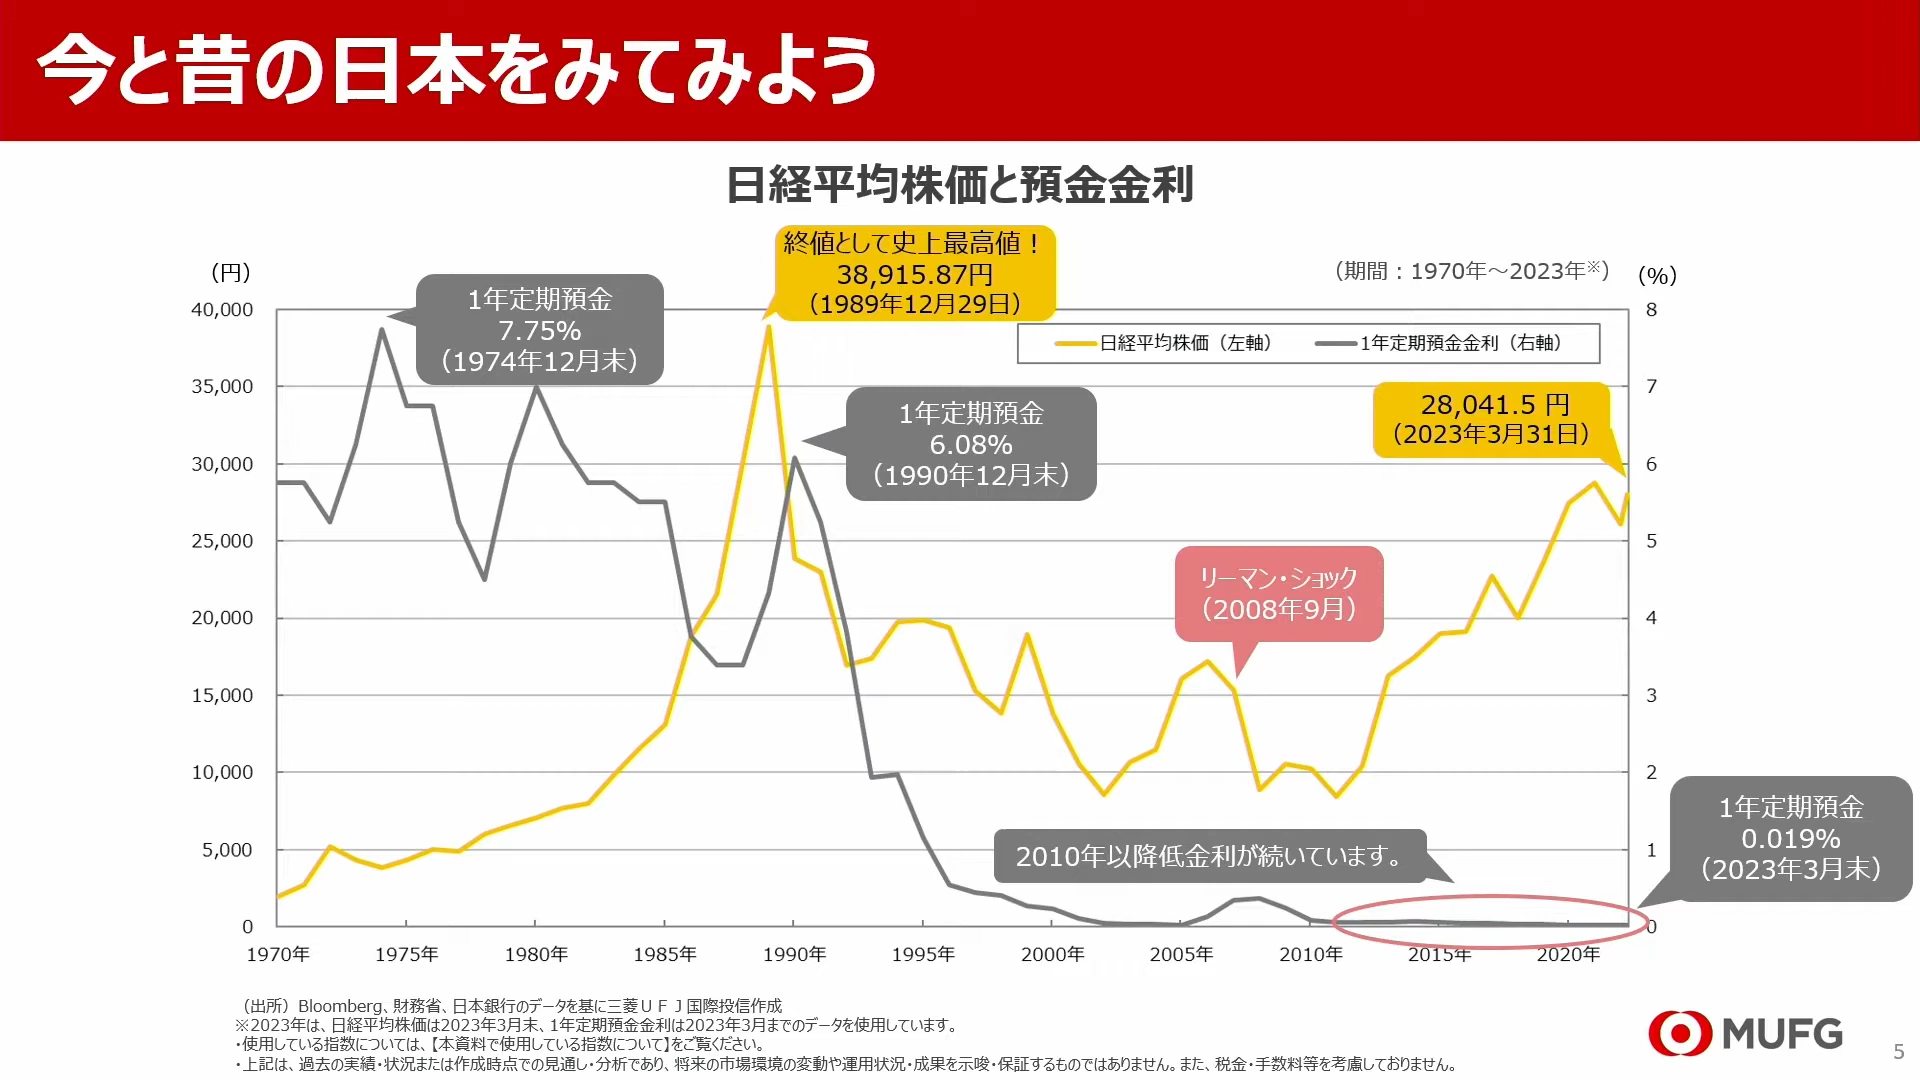 今と昔の日本をみてみよう
日経平均株価と預金金利
終値として史上最高値！
38,915.87円
（1989年12月29日）
（円）
（期間：1970年～2023年※）
（%）
1年定期預金
7.75%
（1974年12月末）
日経平均株価（左軸）
1年定期預金金利（右軸）
28,041.5 円
（2023年3月31日）
1年定期預金
6.08%
（1990年12月末）
リーマン・ショック
（2008年9月）
2010年以降低金利が続いています。
1年定期預金
0.019%
（2023年3月末）
40,000
35,000
30,000
25,000
20,000
15,000
10,000
5,000
0
8
7
6
5
4
3
2
1
0
1970年
1975年
1980年
1985年
1990年
1995年
2000年
2005年
2010年
2015年
2020年
（出所）Bloomberg、財務省、日本銀行のデータを基に三菱ＵＦＪ国際投信作成
※2023年は、日経平均株価は2023年3月末、1年定期預金金利は2023年3月までのデータを使用しています。
・使用している指数については、【本資料で使用している指数について】をご覧ください。
・上記は、過去の実績・状況または作成時点での見通し・分析であり、将来の市場環境の変動や運用状況・成果を示唆・保証するものではありません。また、税金・手数料等を考慮しておりません。
MUFG
5